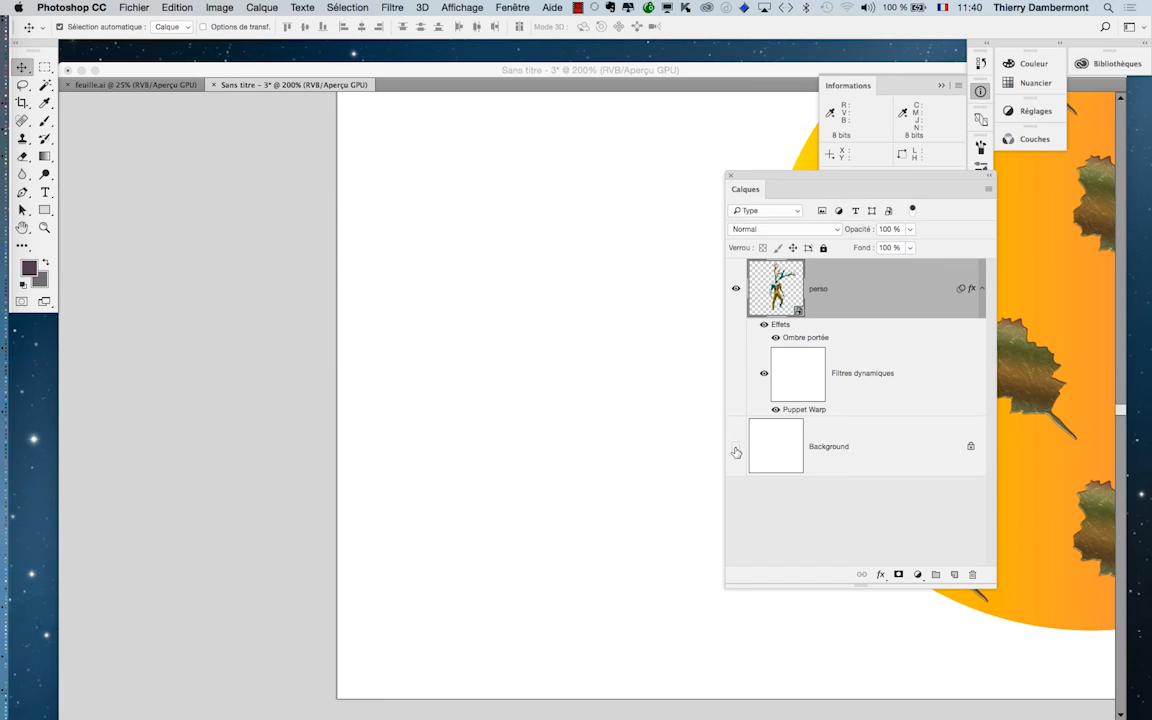 Photoshop CC Fichier Edition Image Calque Texte Sélection Filtre 3D Affichage Fenêtre Aide 100 % 11:40 Thierry Dambermont
Sélection automatique : Calque Options de transf. Mode 3D :
Sans titre - 3* @ 200% (RVB/Aperçu GPU)
× feuille.ai @ 25% (RVB/Aperçu GPU) × Sans titre - 3* @ 200% (RVB/Aperçu GPU)
Couleur
Bibliothèques
Nuancier
Réglages
Couches
Informations
R : C :
V : M :
B : J :
N :
8 bits 8 bits
X : L :
Y : H :
Calques
Type
Normal Opacité : 100 %
Verrou : Fond : 100 %
perso fx
Effets
Ombre portée
Filtres dynamiques
Puppet Warp
Background
fx